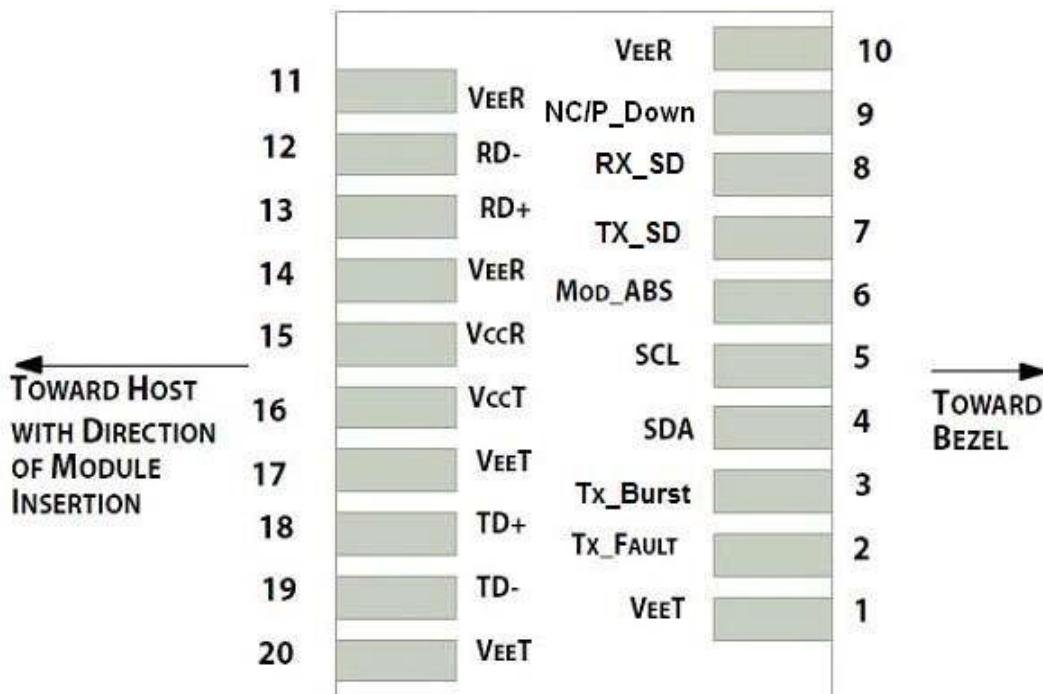 VEER 10
11 VEER
NC/P_Down 9
12 RD-
RX_SD 8
13 RD+
TX_SD 7
14 VEER
MOD_ABS 6
15 VCCR
SCL 5
TOWARD HOST
WITH DIRECTION
OF MODULE
INSERTION
16 VCCT
TOWARD
BEZEL
SDA 4
17 VEET
Tx_Burst 3
18 TD+
TX_FAULT 2
19 TD-
VEET 1
20 VEET